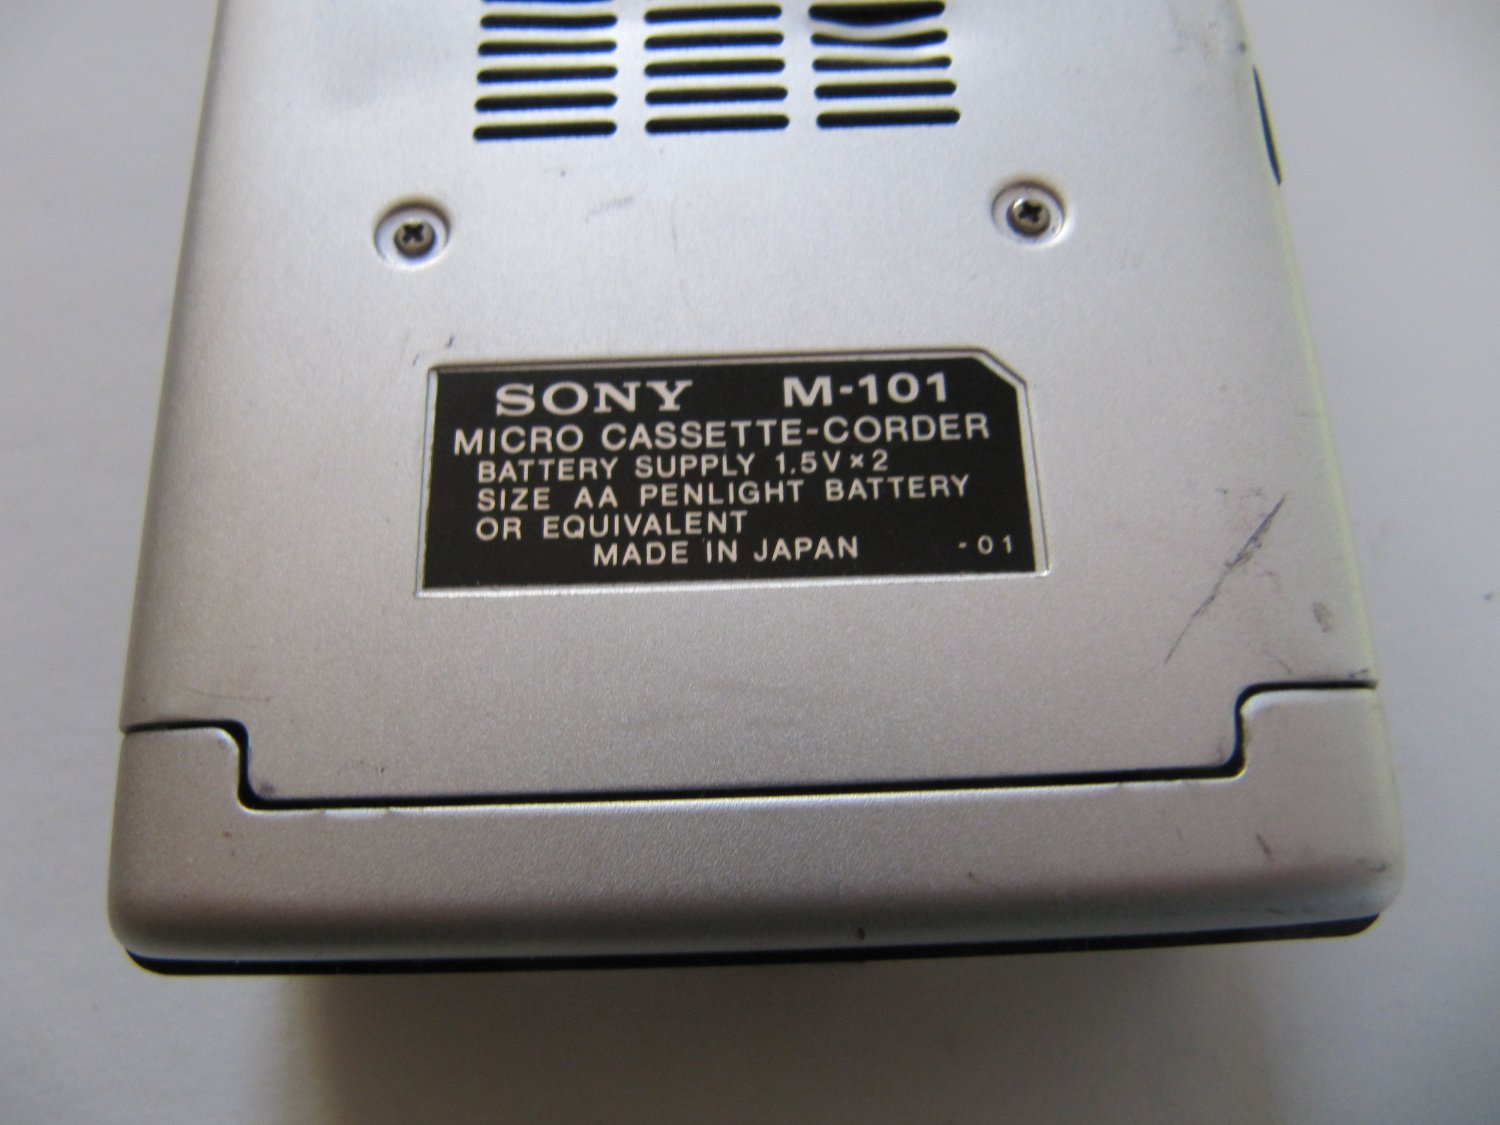 SONY M-101
MICRO CASSETTE-CORDER
BATTERY SUPPLY 1.5V×2
SIZE AA PENLIGHT BATTERY
OR EQUIVALENT
MADE IN JAPAN -01